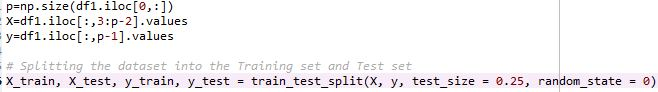 p=np.size(df1.iloc[0,:])
X=df1.iloc[:,3:p-2].values
y=df1.iloc[:,p-1].values
# Splitting the dataset into the Training set and Test set
X_train, X_test, y_train, y_test = train_test_split(X, y, test_size = 0.25, random_state = 0)